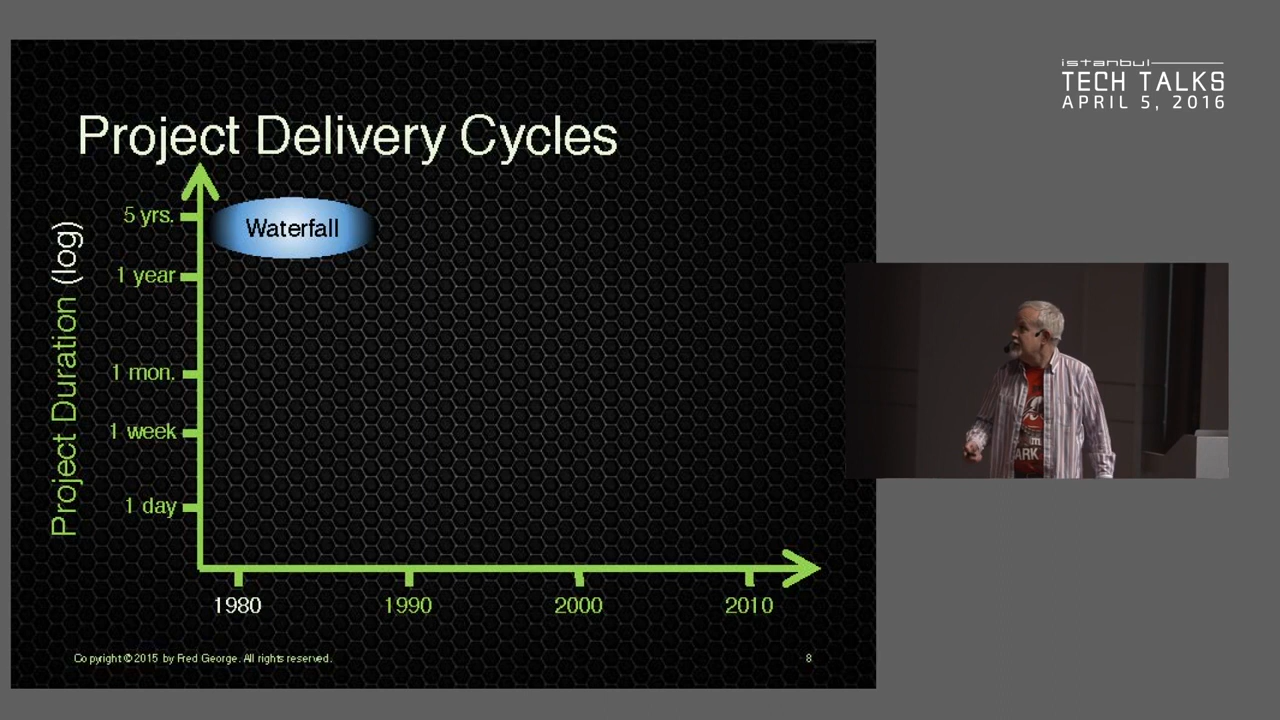 istanbul
TECH TALKS
APRIL 5, 2016
Project Delivery Cycles
Project Duration (log)
5 yrs.
1 year
1 mon.
1 week
1 day
Waterfall
1980
1990
2000
2010
Copyright © 2015 by Fred George. All rights reserved.
8
ARK